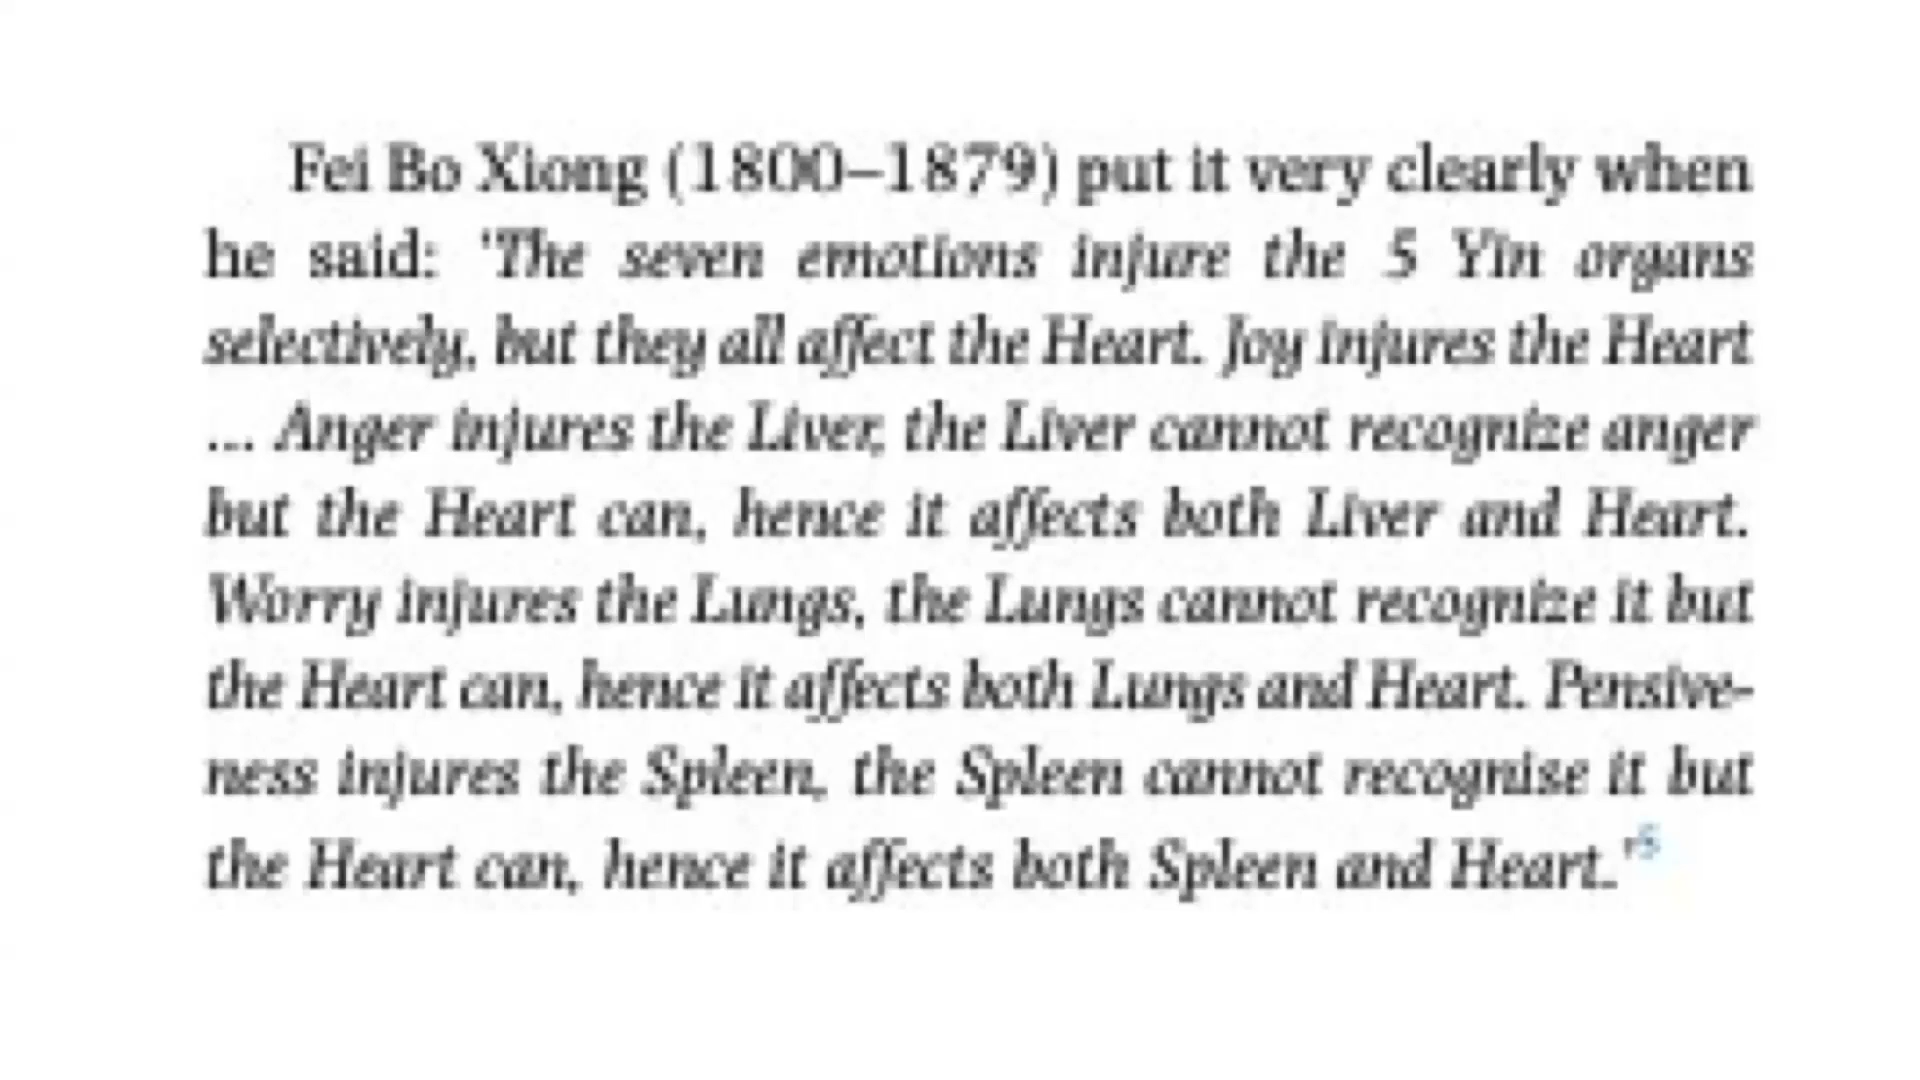 Fei Bo Xiong (1800–1879) put it very clearly when
he said: 'The seven emotions injure the 5 Yin organs
selectively, but they all affect the Heart. Joy injures the Heart
... Anger injures the Liver, the Liver cannot recognize anger
but the Heart can, hence it affects both Liver and Heart.
Worry injures the Lungs, the Lungs cannot recognize it but
the Heart can, hence it affects both Lungs and Heart. Pensive-
ness injures the Spleen, the Spleen cannot recognise it but
the Heart can, hence it affects both Spleen and Heart.'5